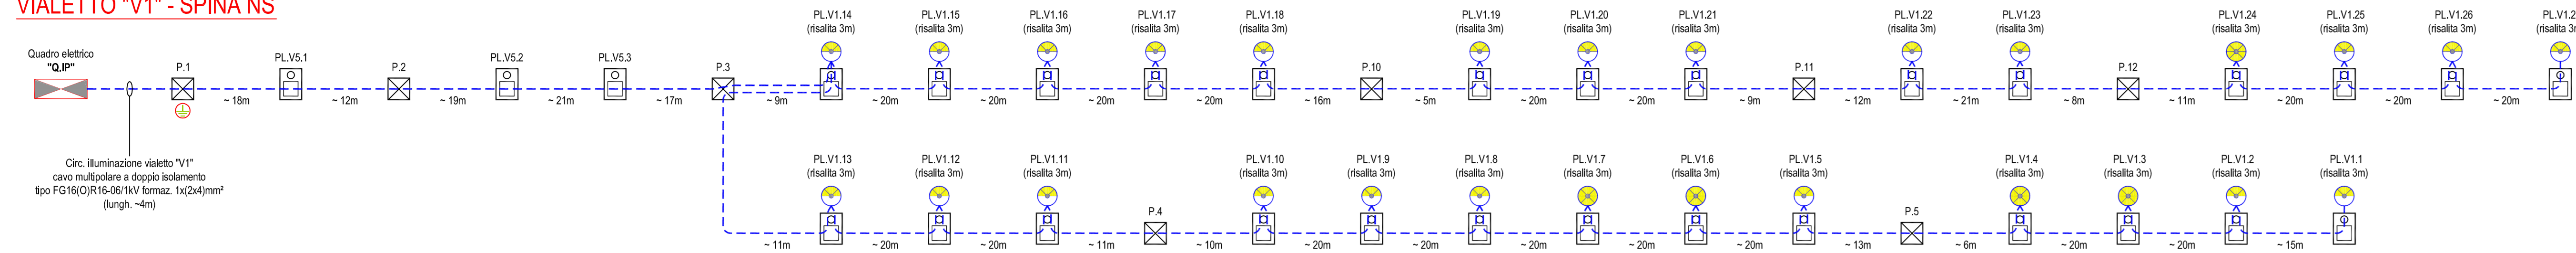 VIALETTO "V1" - SPINA NS
Quadro elettrico
"Q.IP"
P.1
~ 18m
PL.V5.1
~ 12m
P.2
~ 19m
PL.V5.2
~ 21m
PL.V5.3
~ 17m
P.3
~ 9m
PL.V1.14
(risalita 3m)
~ 20m
PL.V1.15
(risalita 3m)
~ 20m
PL.V1.16
(risalita 3m)
~ 20m
PL.V1.17
(risalita 3m)
~ 20m
PL.V1.18
(risalita 3m)
~ 16m
P.10
~ 5m
PL.V1.19
(risalita 3m)
~ 20m
PL.V1.20
(risalita 3m)
~ 20m
PL.V1.21
(risalita 3m)
~ 9m
P.11
~ 12m
PL.V1.22
(risalita 3m)
~ 21m
PL.V1.23
(risalita 3m)
~ 8m
P.12
~ 11m
PL.V1.24
(risalita 3m)
~ 20m
PL.V1.25
(risalita 3m)
~ 20m
PL.V1.26
(risalita 3m)
~ 20m
PL.V1.2
(risalita 3
Circ. illuminazione vialetto "V1"
cavo multipolare a doppio isolamento
tipo FG16(O)R16-06/1kV formaz. 1x(2x4)mm²
(lungh. ~4m)
~ 11m
PL.V1.13
(risalita 3m)
~ 20m
PL.V1.12
(risalita 3m)
~ 20m
PL.V1.11
(risalita 3m)
~ 11m
P.4
~ 10m
PL.V1.10
(risalita 3m)
~ 20m
PL.V1.9
(risalita 3m)
~ 20m
PL.V1.8
(risalita 3m)
~ 20m
PL.V1.7
(risalita 3m)
~ 20m
PL.V1.6
(risalita 3m)
~ 20m
PL.V1.5
(risalita 3m)
~ 13m
P.5
~ 6m
PL.V1.4
(risalita 3m)
~ 20m
PL.V1.3
(risalita 3m)
~ 20m
PL.V1.2
(risalita 3m)
~ 15m
PL.V1.1
(risalita 3m)